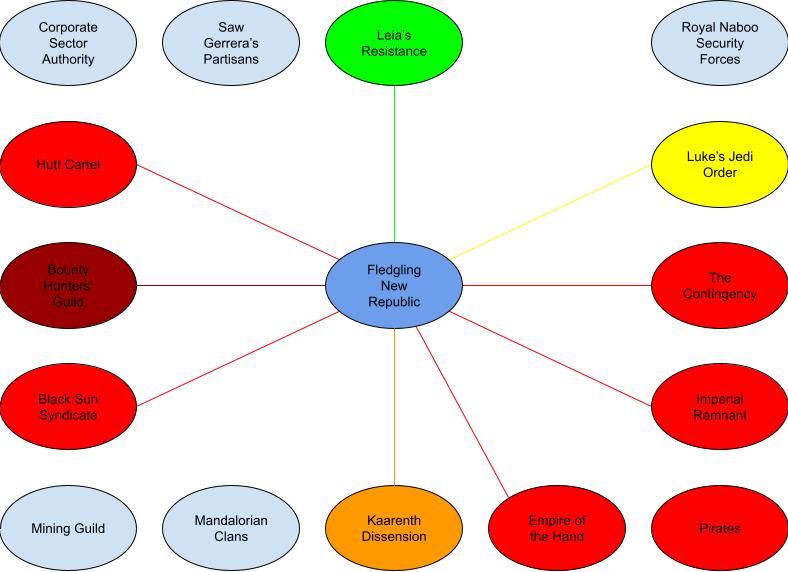 Corporate
Sector
Authority
Saw
Gerrera's
Partisans
Leia's
Resistance
Royal Naboo
Security
Forces
Hutt Cartel
Luke's Jedi
Order
Bounty
Hunters'
Guild
Fledgling
New
Republic
The
Contingency
Black Sun
Syndicate
Imperial
Remnant
Mining Guild
Mandalorian
Clans
Kaarenth
Dissension
Empire of
the Hand
Pirates